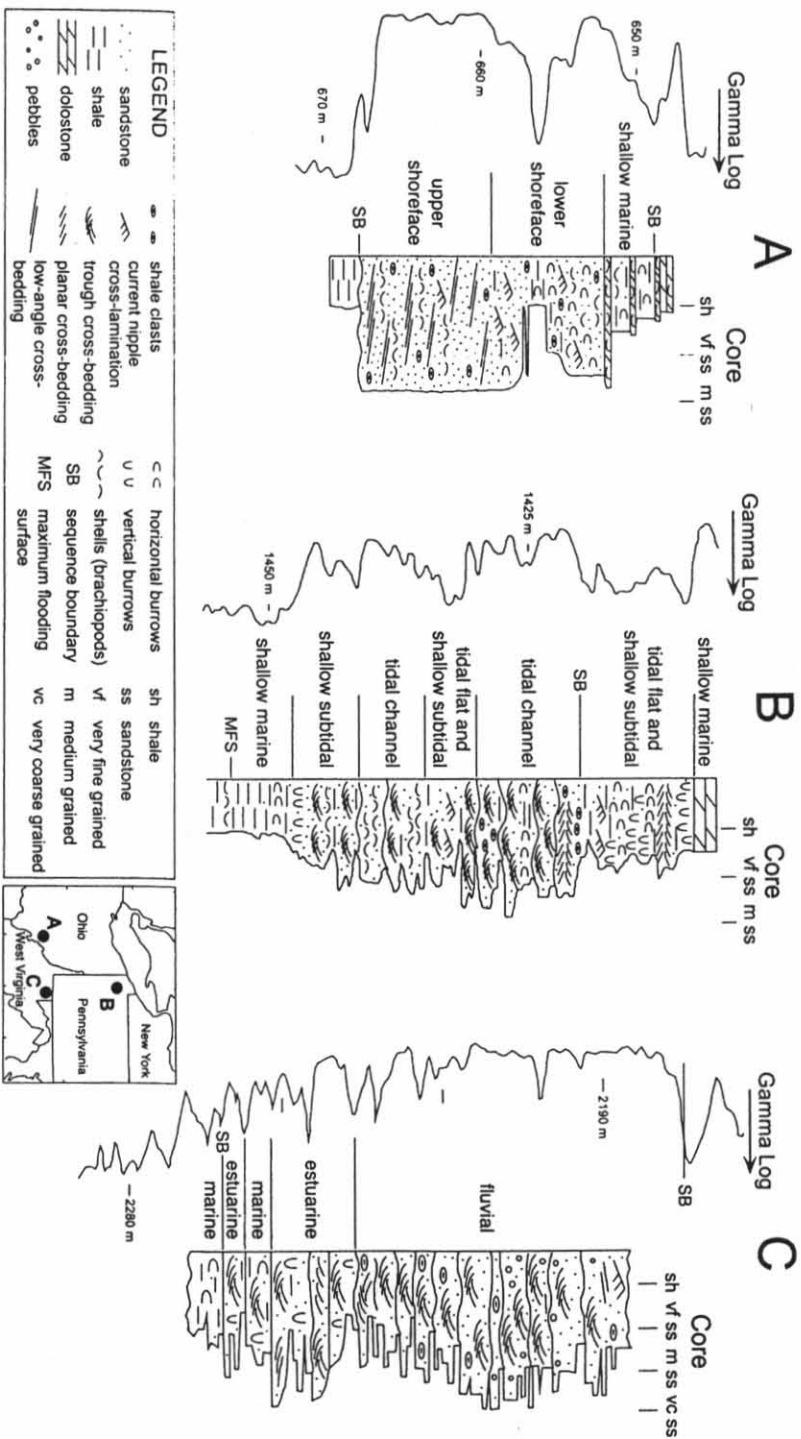 A
Gamma Log
650 m
660 m
670 m
SB
shallow marine
lower
shoreface
upper
shoreface
SB
Core
sh vf ss m ss
B
Gamma Log
1425 m
1450 m
shallow marine
tidal flat and
shallow subtidal
SB
tidal channel
tidal flat and
shallow subtidal
tidal channel
shallow subtidal
shallow marine
MFS
Core
sh vf ss m ss
C
Gamma Log
SB
2190 m
2280 m
fluvial
estuarine
marine
estuarine
SB
marine
Core
sh vf ss m ss vc ss
LEGEND
sandstone
shale
dolostone
pebbles
shale clasts
current nipple
cross-lamination
trough cross-bedding
planar cross-bedding
low-angle cross-
bedding
horizontal burrows
vertical burrows
shells (brachiopods)
SB sequence boundary
MFS maximum flooding
surface
sh shale
ss sandstone
vf very fine grained
m medium grained
vc very coarse grained
New York
Ohio
Pennsylvania
West Virginia
A
B
C